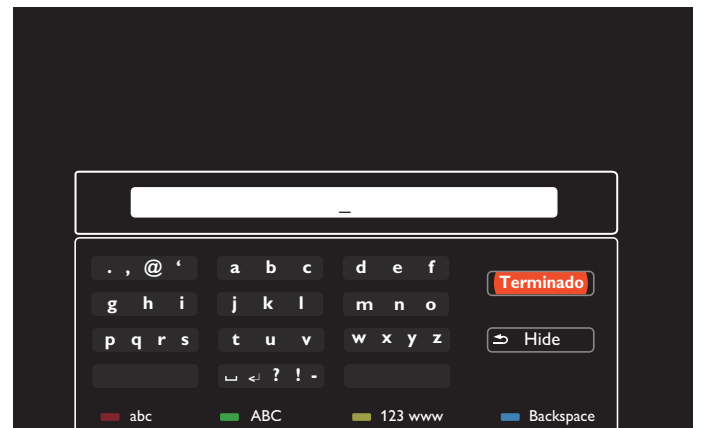 _
. , @ ‘ a b c d e f
Terminado
g h i j k l m n o
p q r s t u v w x y z
Hide
␣ ↲ ? ! -
abc ABC 123 www Backspace